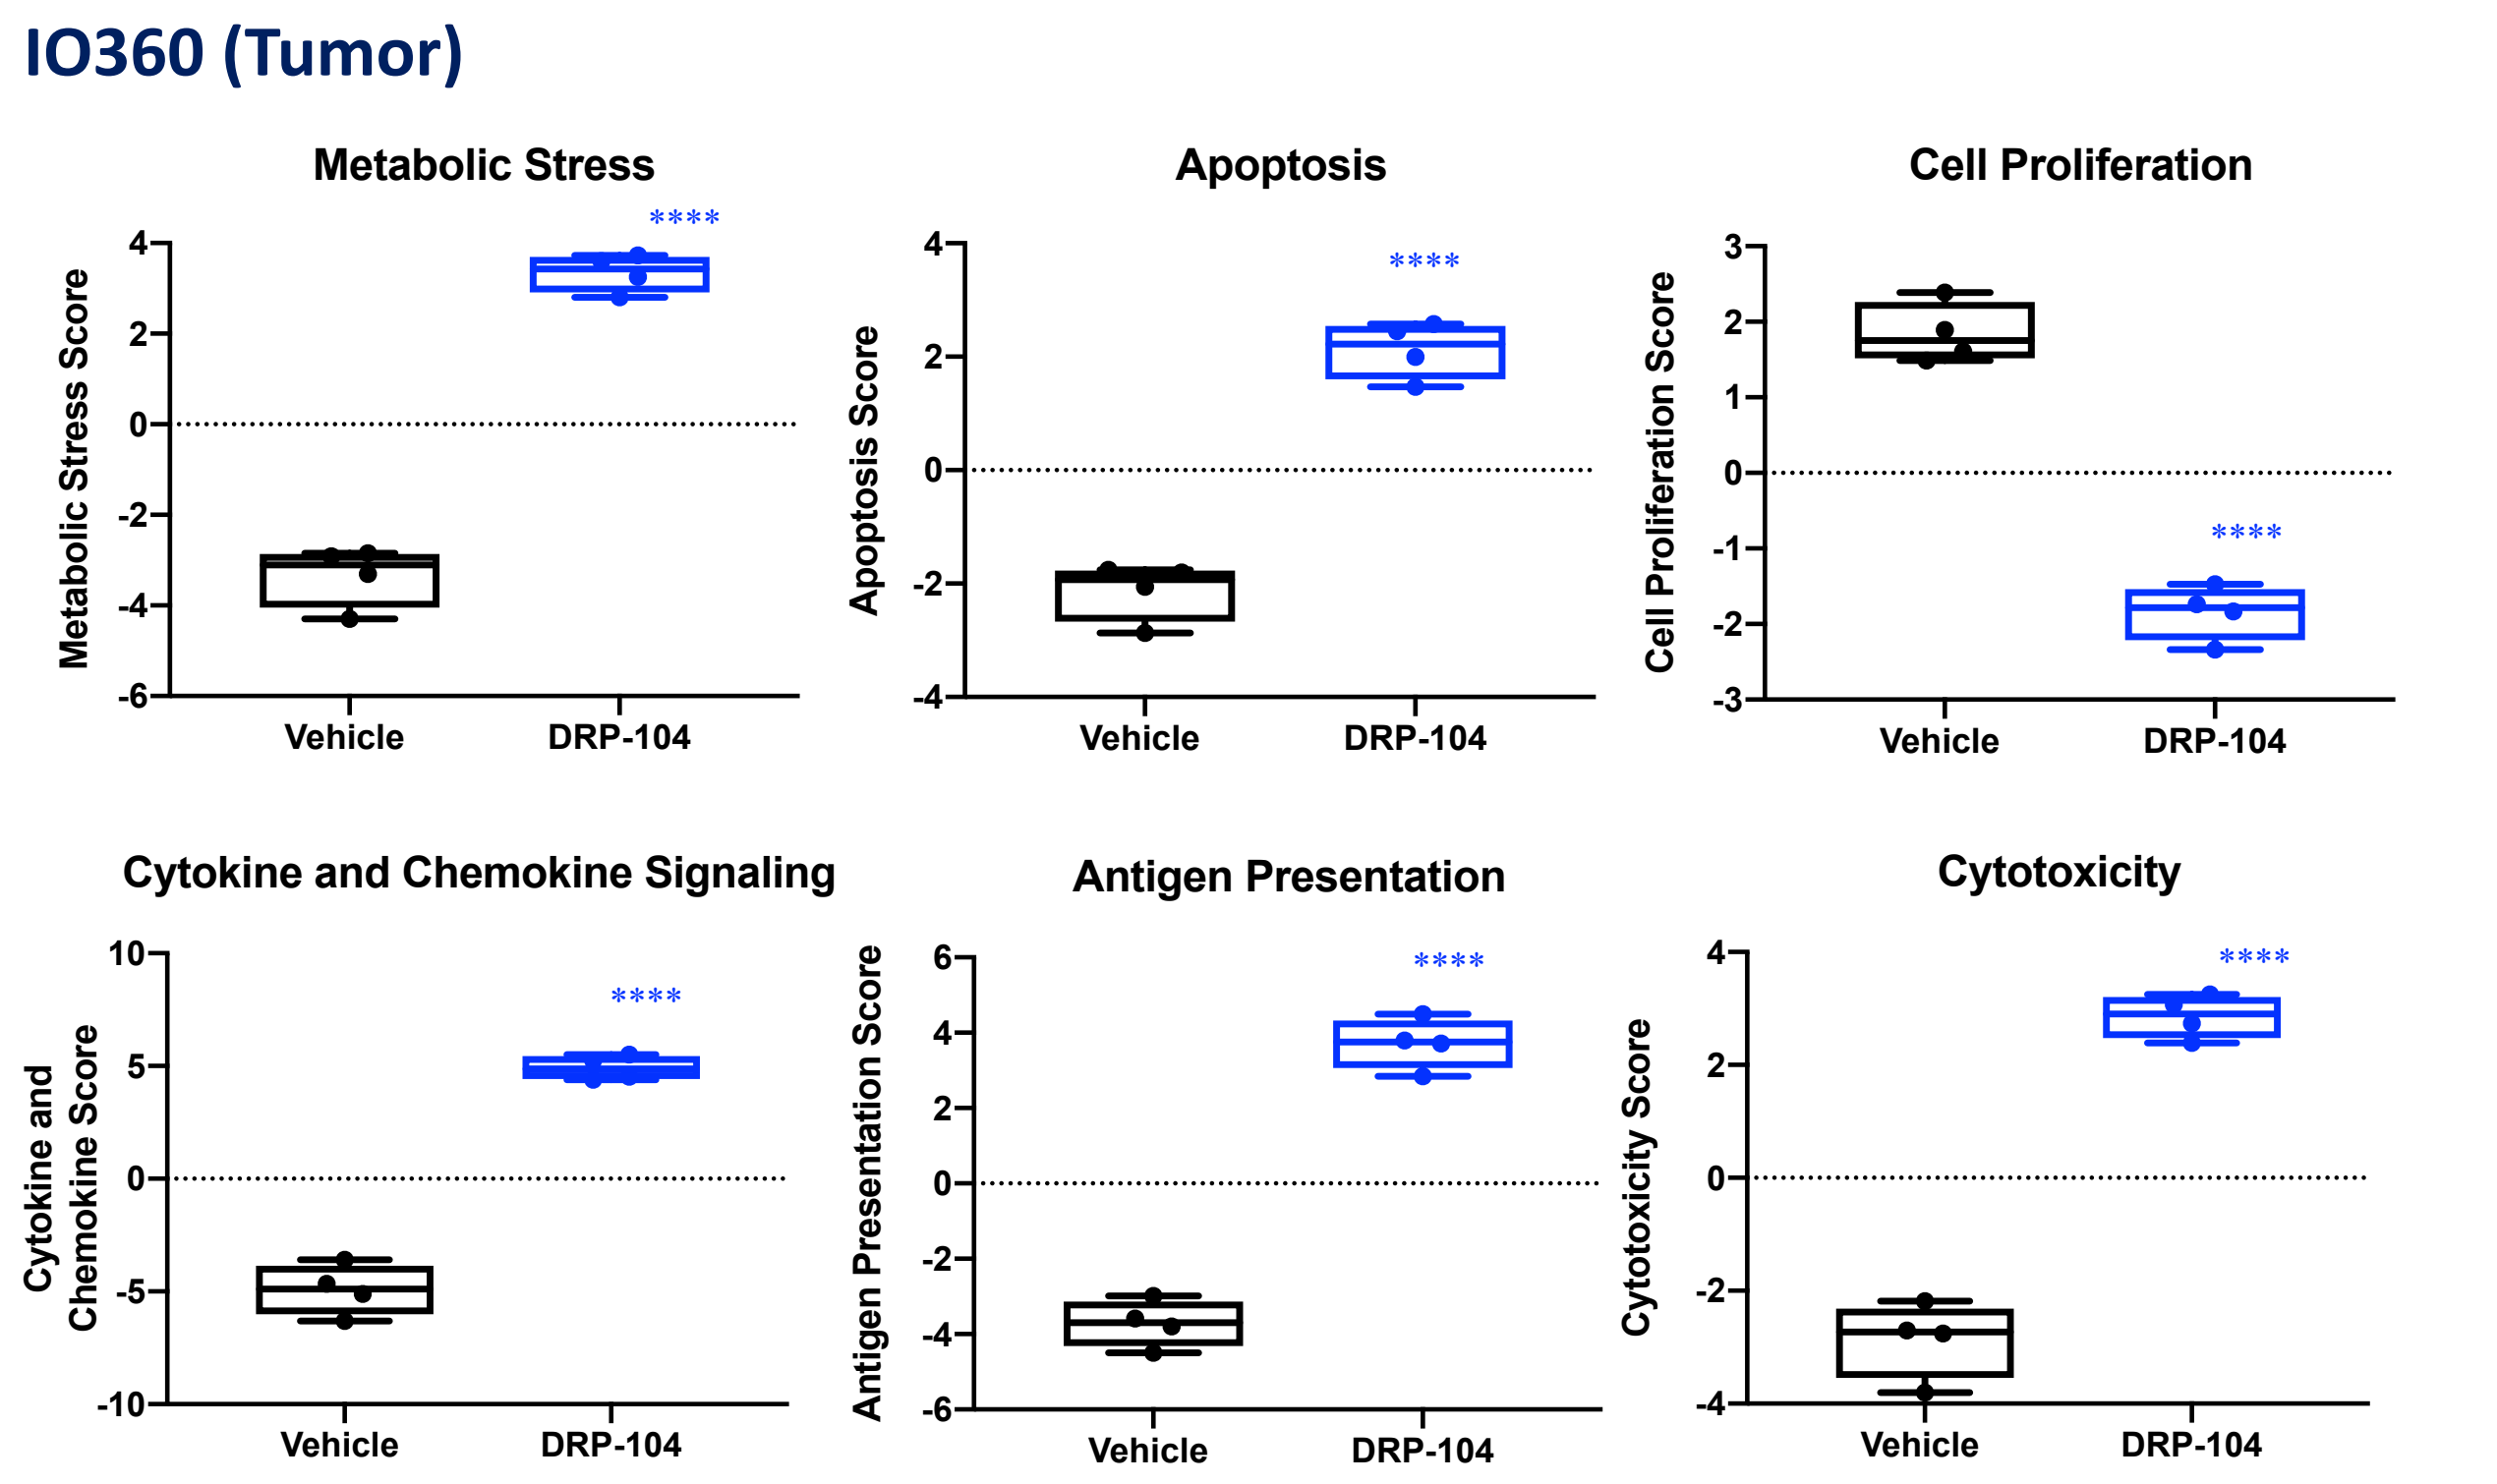 IO360 (Tumor)
Metabolic Stress
Metabolic Stress Score
4
2
0
-2
-4
-6
****
Vehicle
DRP-104
Apoptosis
Apoptosis Score
4
2
0
-2
-4
****
Vehicle
DRP-104
Cell Proliferation
Cell Proliferation Score
3
2
1
0
-1
-2
-3
****
Vehicle
DRP-104
Cytokine and Chemokine Signaling
Cytokine and
Chemokine Score
10
5
0
-5
-10
****
Vehicle
DRP-104
Antigen Presentation
Antigen Presentation Score
6
4
2
0
-2
-4
-6
****
Vehicle
DRP-104
Cytotoxicity
Cytotoxicity Score
4
2
0
-2
-4
****
Vehicle
DRP-104